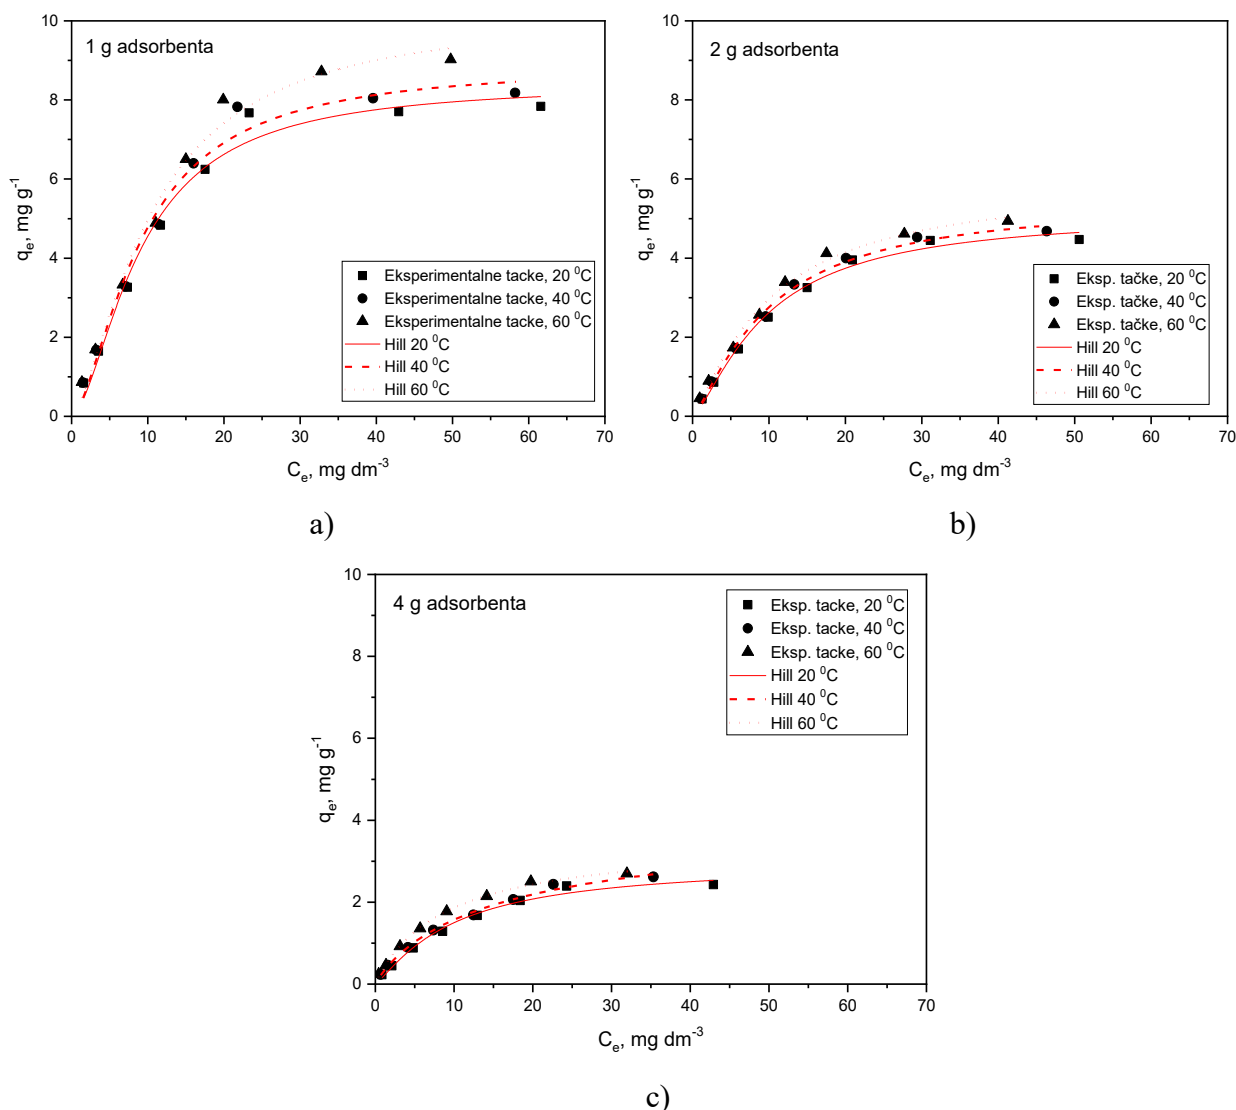 1 g adsorbenta
q_e, mg g^-1
10
8
6
4
2
0
Eksperimentalne tacke, 20 ^0C
Eksperimentalne tacke, 40 ^0C
Eksperimentalne tacke, 60 ^0C
Hill 20 ^0C
Hill 40 ^0C
Hill 60 ^0C
0 10 20 30 40 50 60 70
C_e, mg dm^-3
a)
2 g adsorbenta
q_e, mg g^-1
10
8
6
4
2
0
Eksp. tačke, 20 ^0C
Eksp. tačke, 40 ^0C
Eksp. tačke, 60 ^0C
Hill 20 ^0C
Hill 40 ^0C
Hill 60 ^0C
0 10 20 30 40 50 60 70
C_e, mg dm^-3
b)
4 g adsorbenta
q_e, mg g^-1
10
8
6
4
2
0
Eksp. tacke, 20 ^0C
Eksp. tacke, 40 ^0C
Eksp. tacke, 60 ^0C
Hill 20 ^0C
Hill 40 ^0C
Hill 60 ^0C
0 10 20 30 40 50 60 70
C_e, mg dm^-3
c)